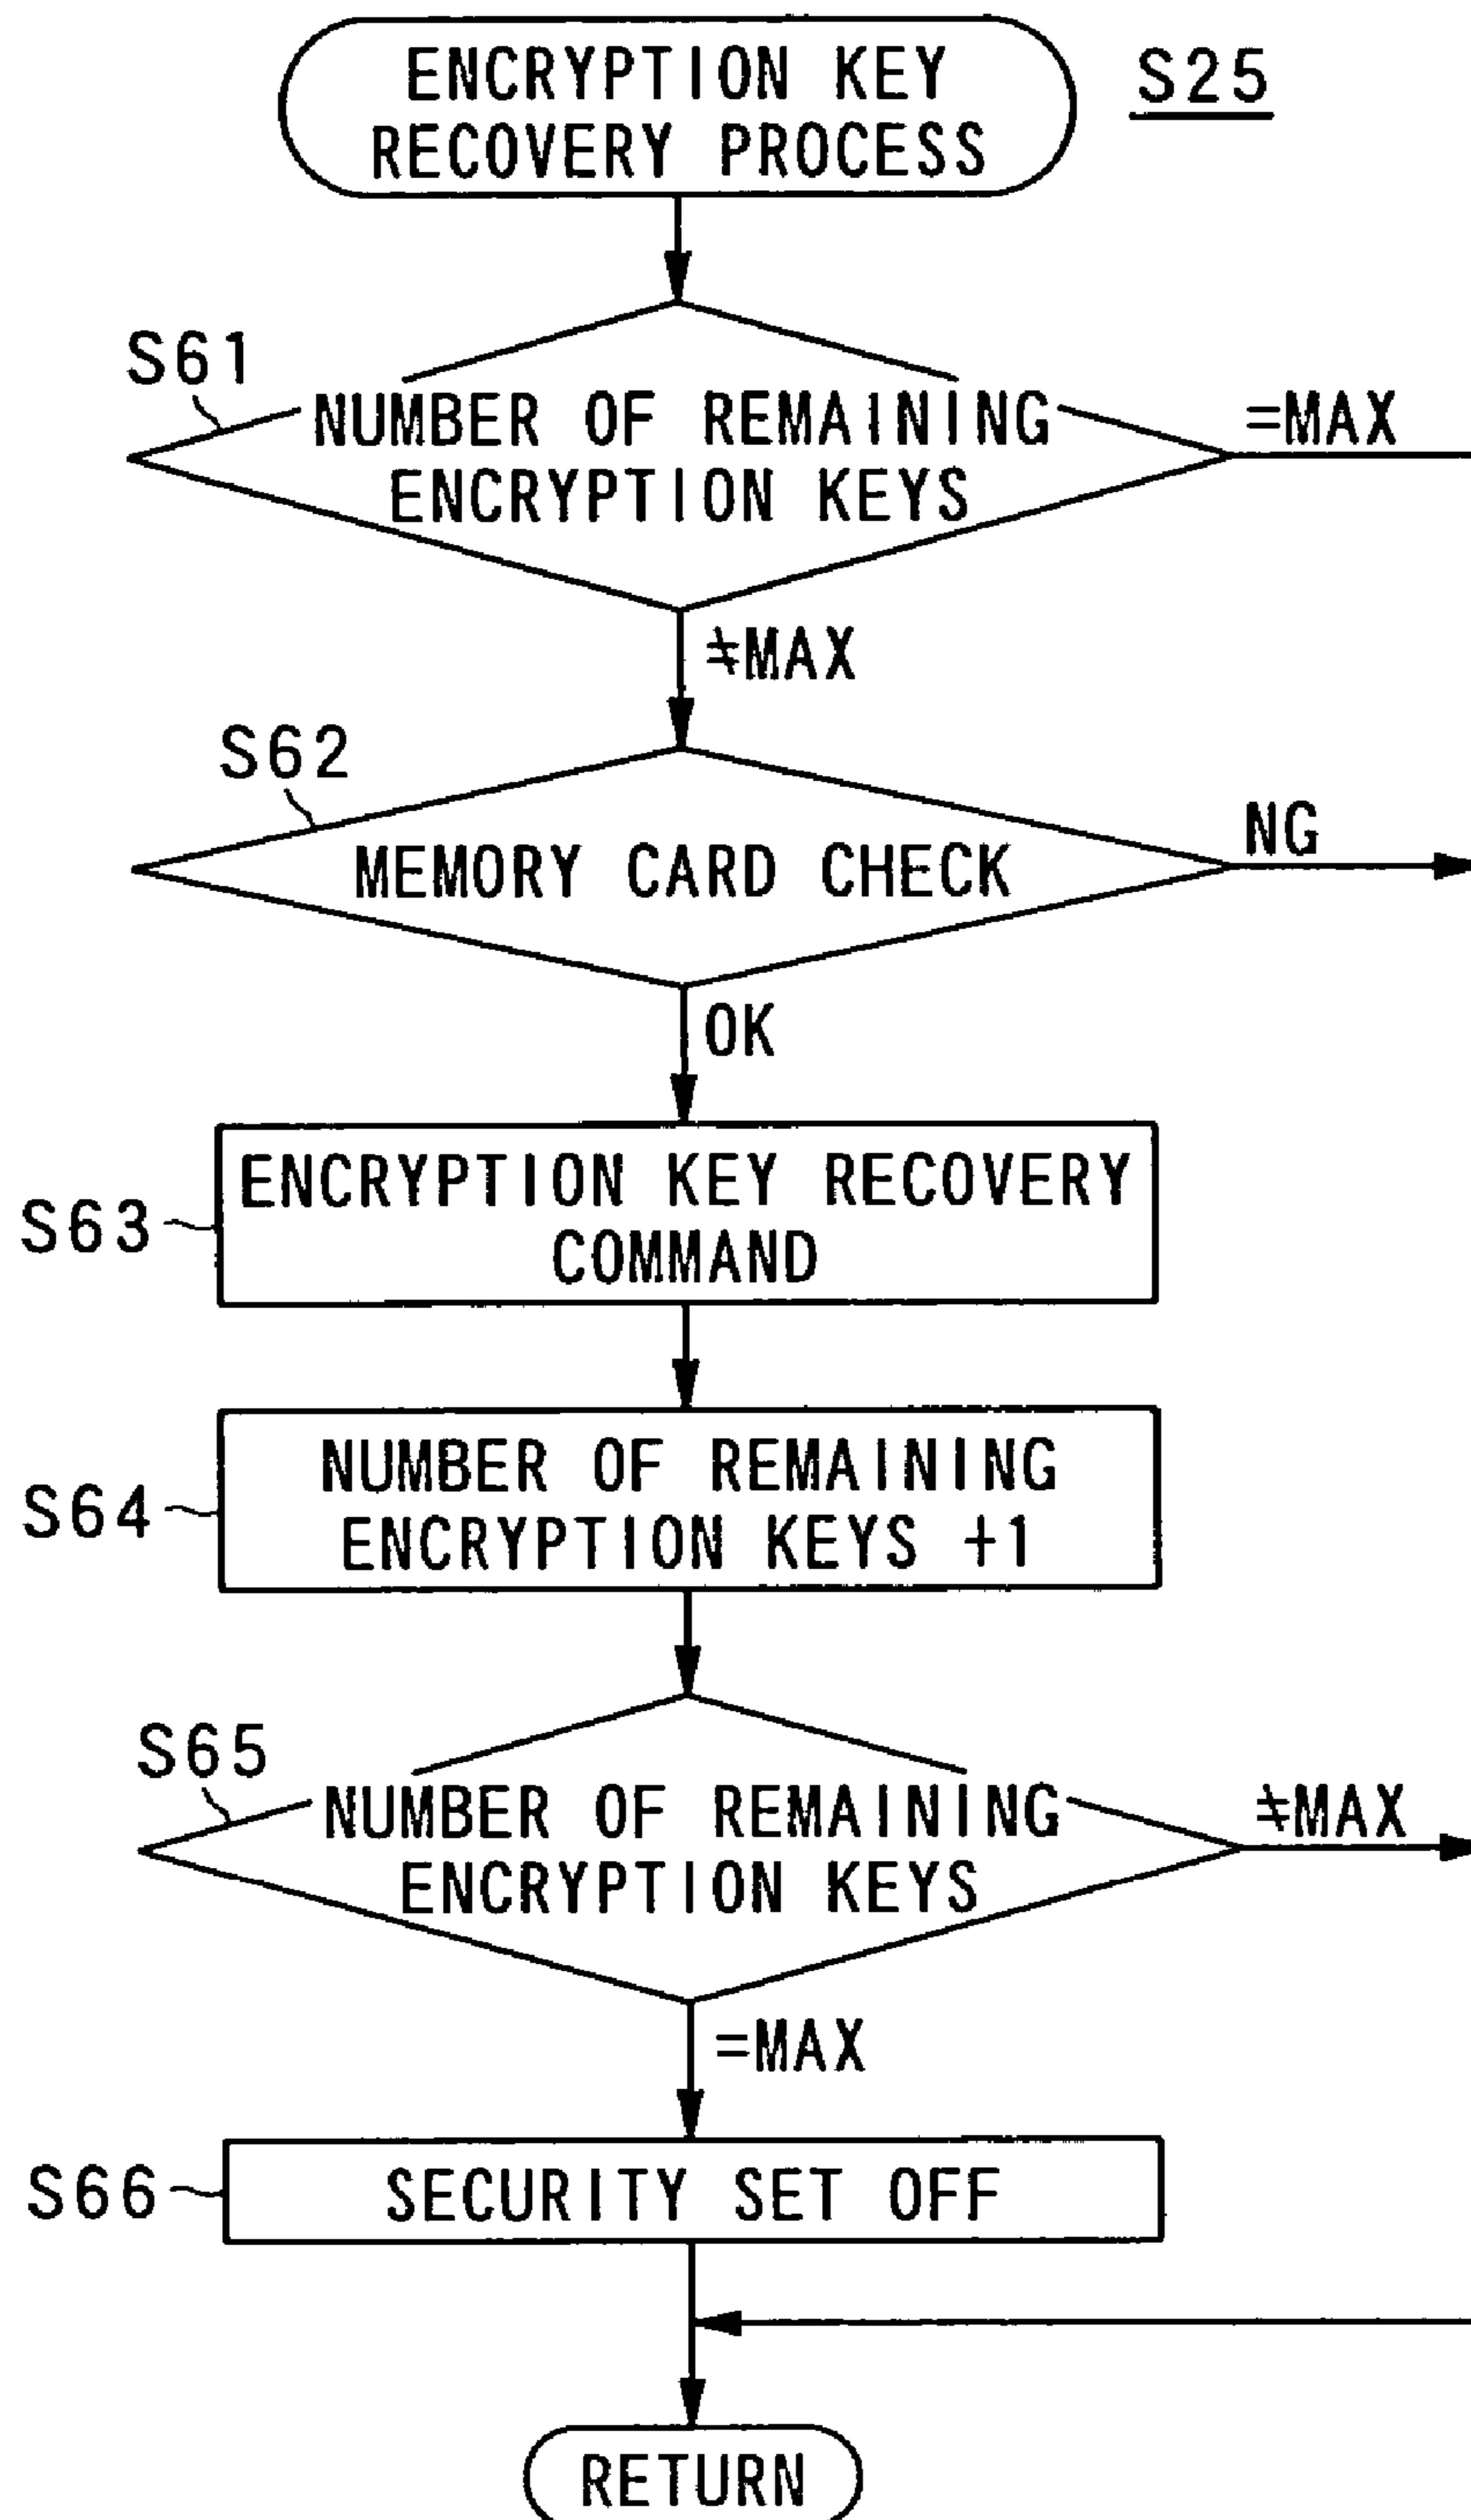 ENCRYPTION KEY
RECOVERY PROCESS
S25
S61
NUMBER OF REMAINING
ENCRYPTION KEYS
=MAX
≠MAX
S62
MEMORY CARD CHECK
NG
OK
S63
ENCRYPTION KEY RECOVERY
COMMAND
S64
NUMBER OF REMAINING
ENCRYPTION KEYS +1
S65
NUMBER OF REMAINING
ENCRYPTION KEYS
≠MAX
=MAX
S66
SECURITY SET OFF
RETURN